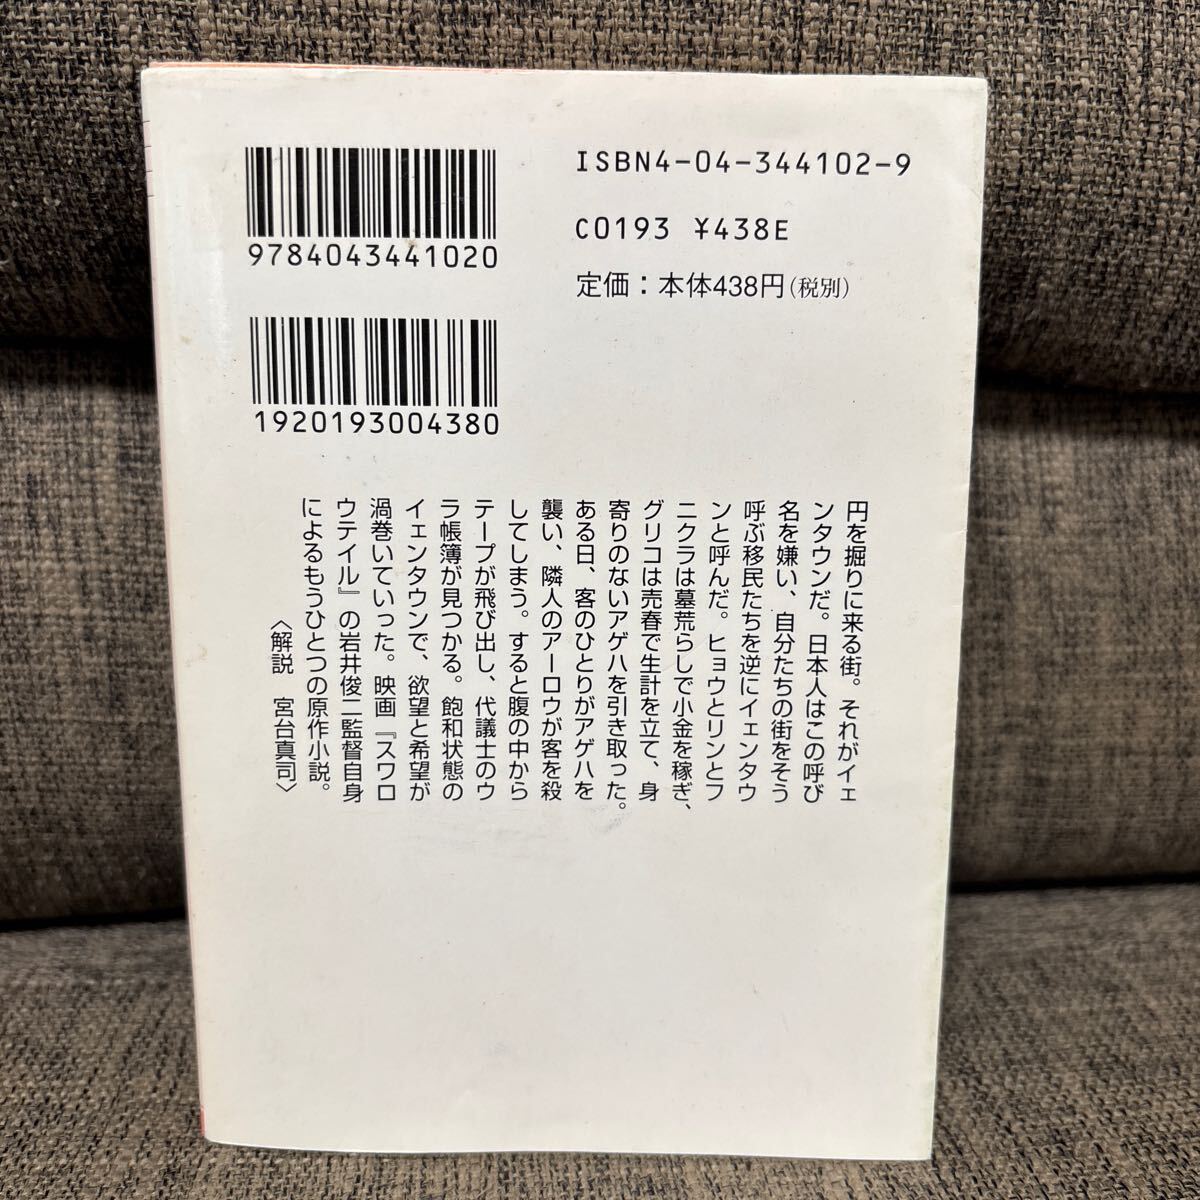 ISBN4-04-344102-9
C0193 ¥438E
定価：本体438円(税別)
9784043441020
1920193004380
円を掘りに来る街。それがイェ
ンタウンだ。日本人はこの呼び
名を嫌い、自分たちの街をそう
呼ぶ移民たちを逆にイェンタウ
ンと呼んだ。ヒョウとリンとフ
ニクラは墓荒らしで小金を稼ぎ、
グリコは売春で生計を立て、身
寄りのないアゲハを引き取った。
ある日、客のひとりがアゲハを
襲い、隣人のアーロウが客を殺
してしまう。すると腹の中から
テープが飛び出し、代議士のウ
ラ帳簿が見つかる。飽和状態の
イェンタウンで、欲望と希望が
渦巻いていった。映画『スワロ
ウテイル』の岩井俊二監督自身
によるもうひとつの原作小説。
〈解説　宮台真司〉